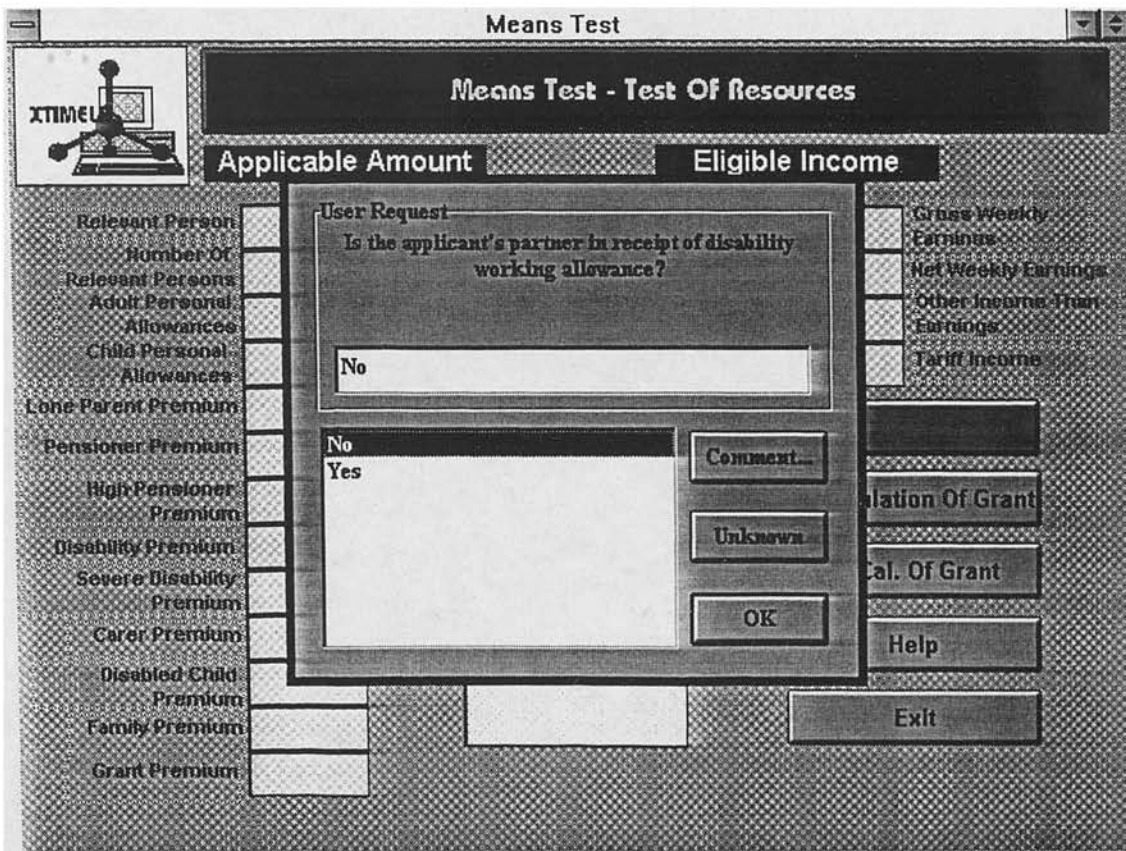 Means Test
XTIMEL
Means Test - Test Of Resources
Applicable Amount
Eligible Income
Relevant Person
Number Of
Relevant Persons
Adult Personal
Allowances
Child Personal
Allowances
Lone Parent Premium
Pensioner Premium
High Pensioner
Premium
Disability Premium
Severe Disability
Premium
Carer Premium
Disabled Child
Premium
Family Premium
Grant Premium
User Request
Is the applicant's partner in receipt of disability
working allowance?
No
No
Yes
Comment...
Unknown
OK
Gross Weekly
Earnings
Net Weekly Earnings
Other Income Than
Earnings
Tariff Income
lation Of Grant
Cal. Of Grant
Help
Exit